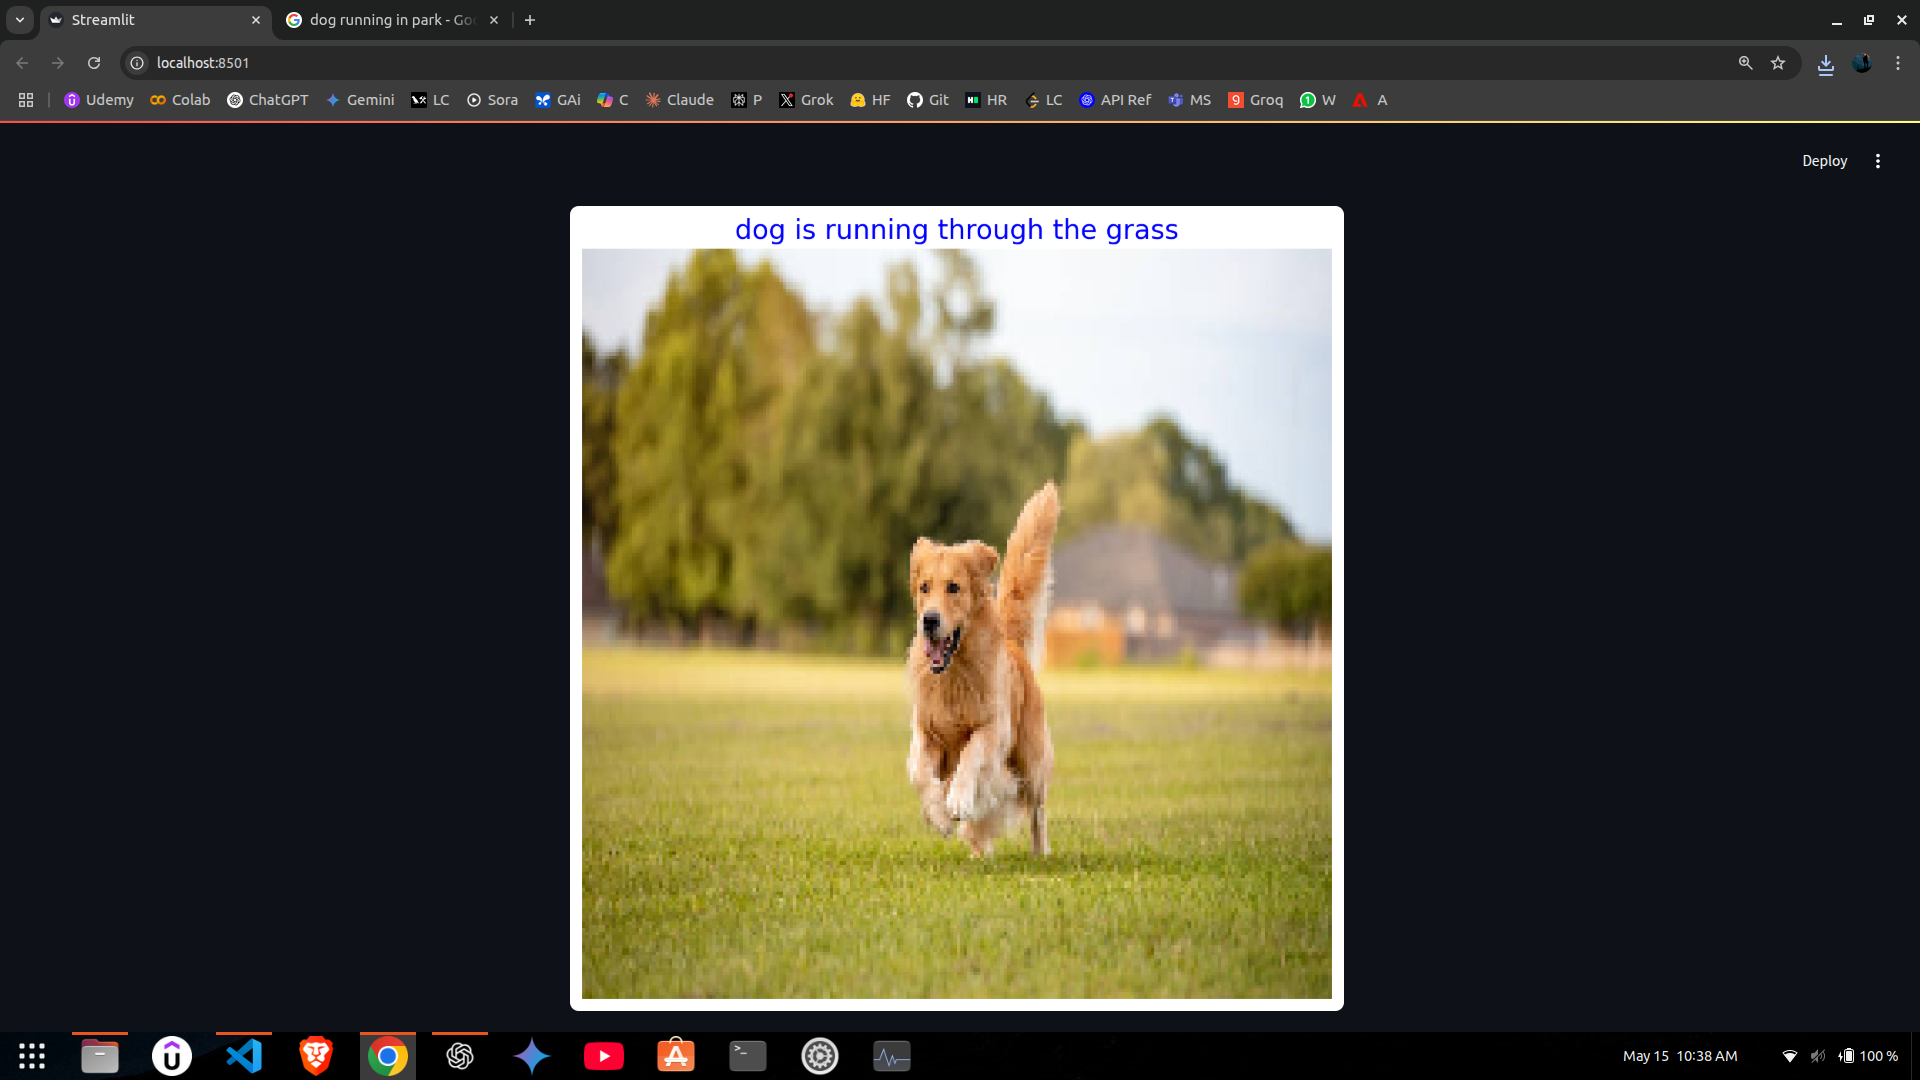 Streamlit
dog running in park - Goo
localhost:8501
Udemy
Colab
ChatGPT
Gemini
LC
Sora
GAi
C
Claude
P
Grok
HF
Git
HR
LC
API Ref
MS
Groq
W
A
Deploy
dog is running through the grass
May 15 10:38 AM
100 %